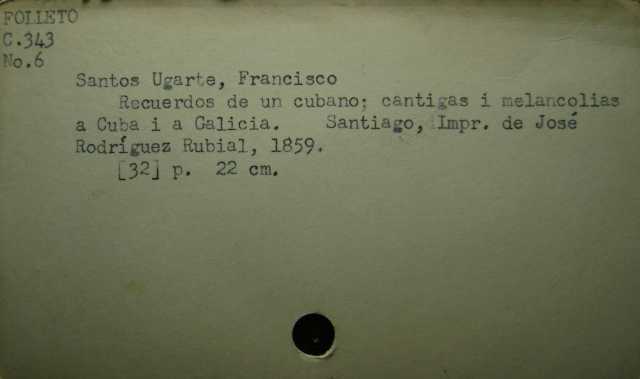 FOLLETO
C.343
No.6
Santos Ugarte, Francisco
Recuerdos de un cubano; cantigas i melancolias
a Cuba i a Galicia. Santiago, Impr. de José
Rodríguez Rubial, 1859.
[32] p. 22 cm.